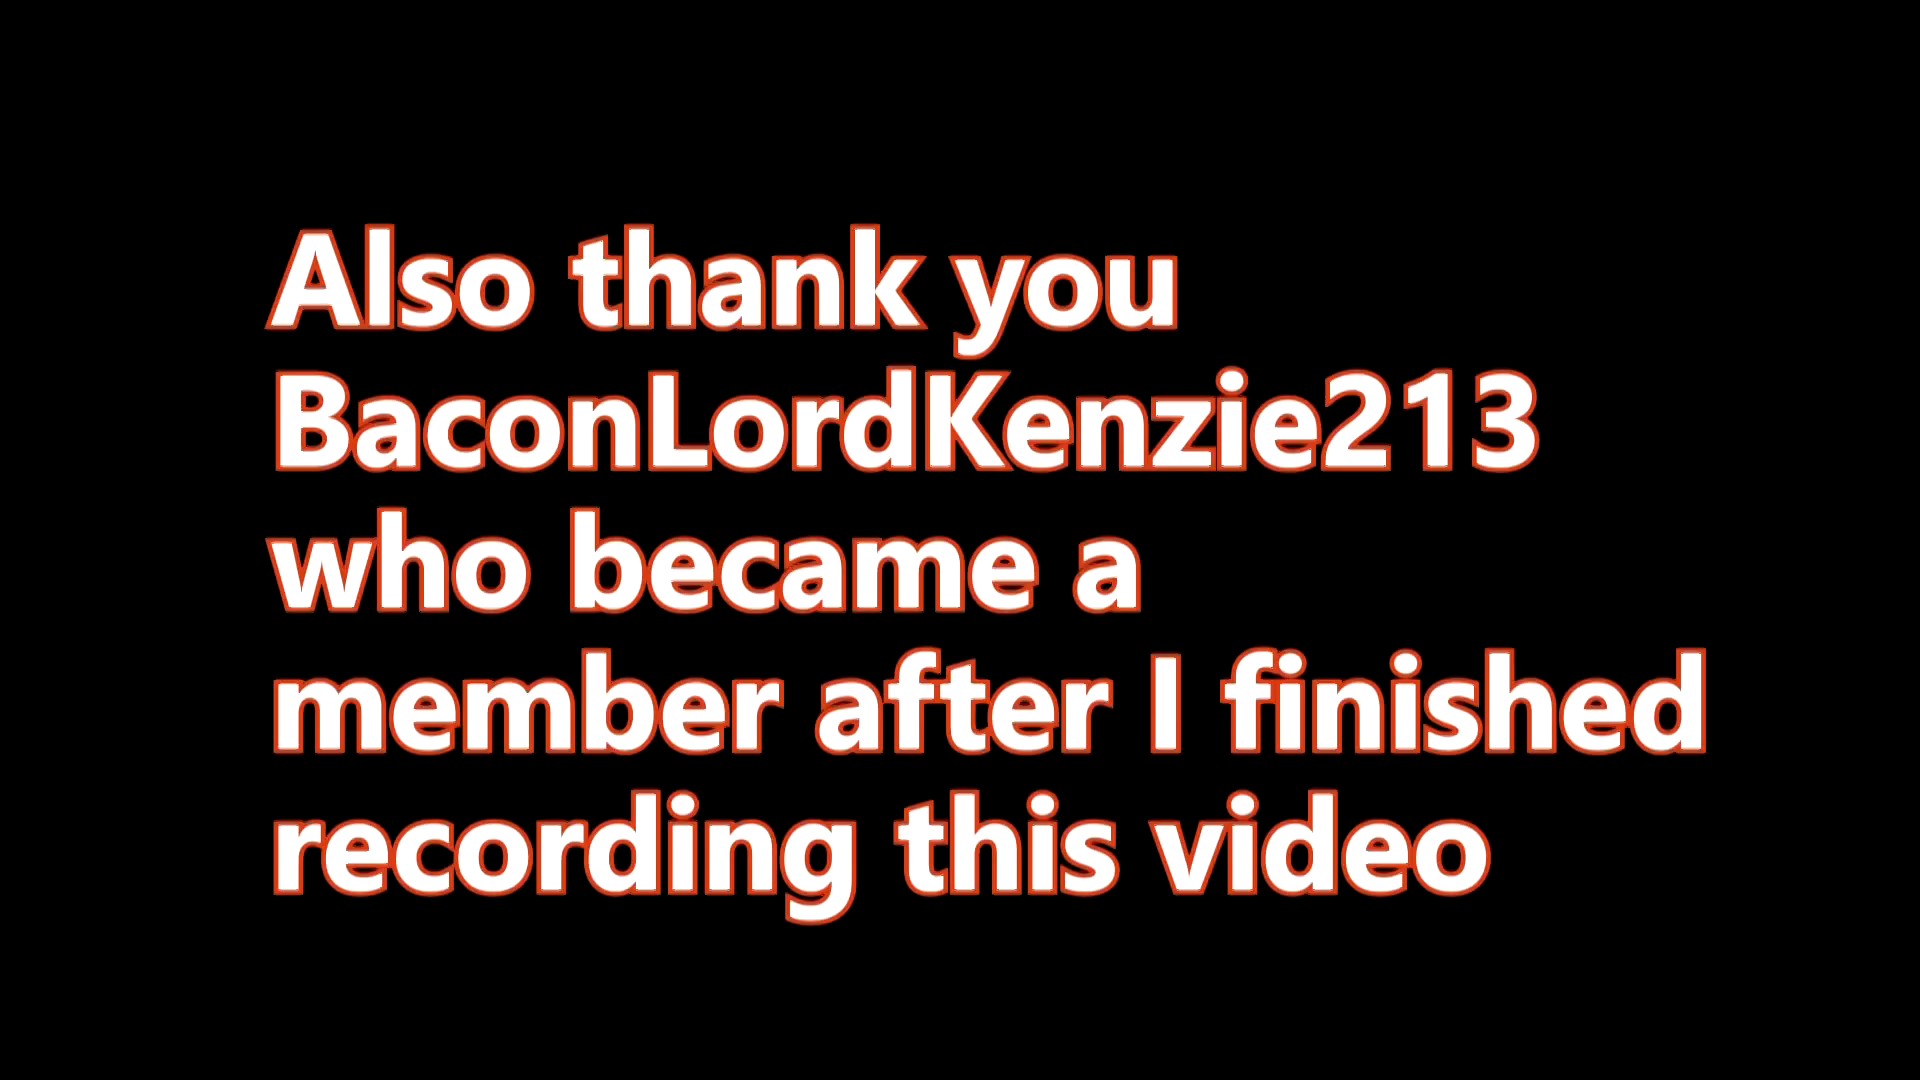 Also thank you
BaconLordKenzie213
who became a
member after I finished
recording this video